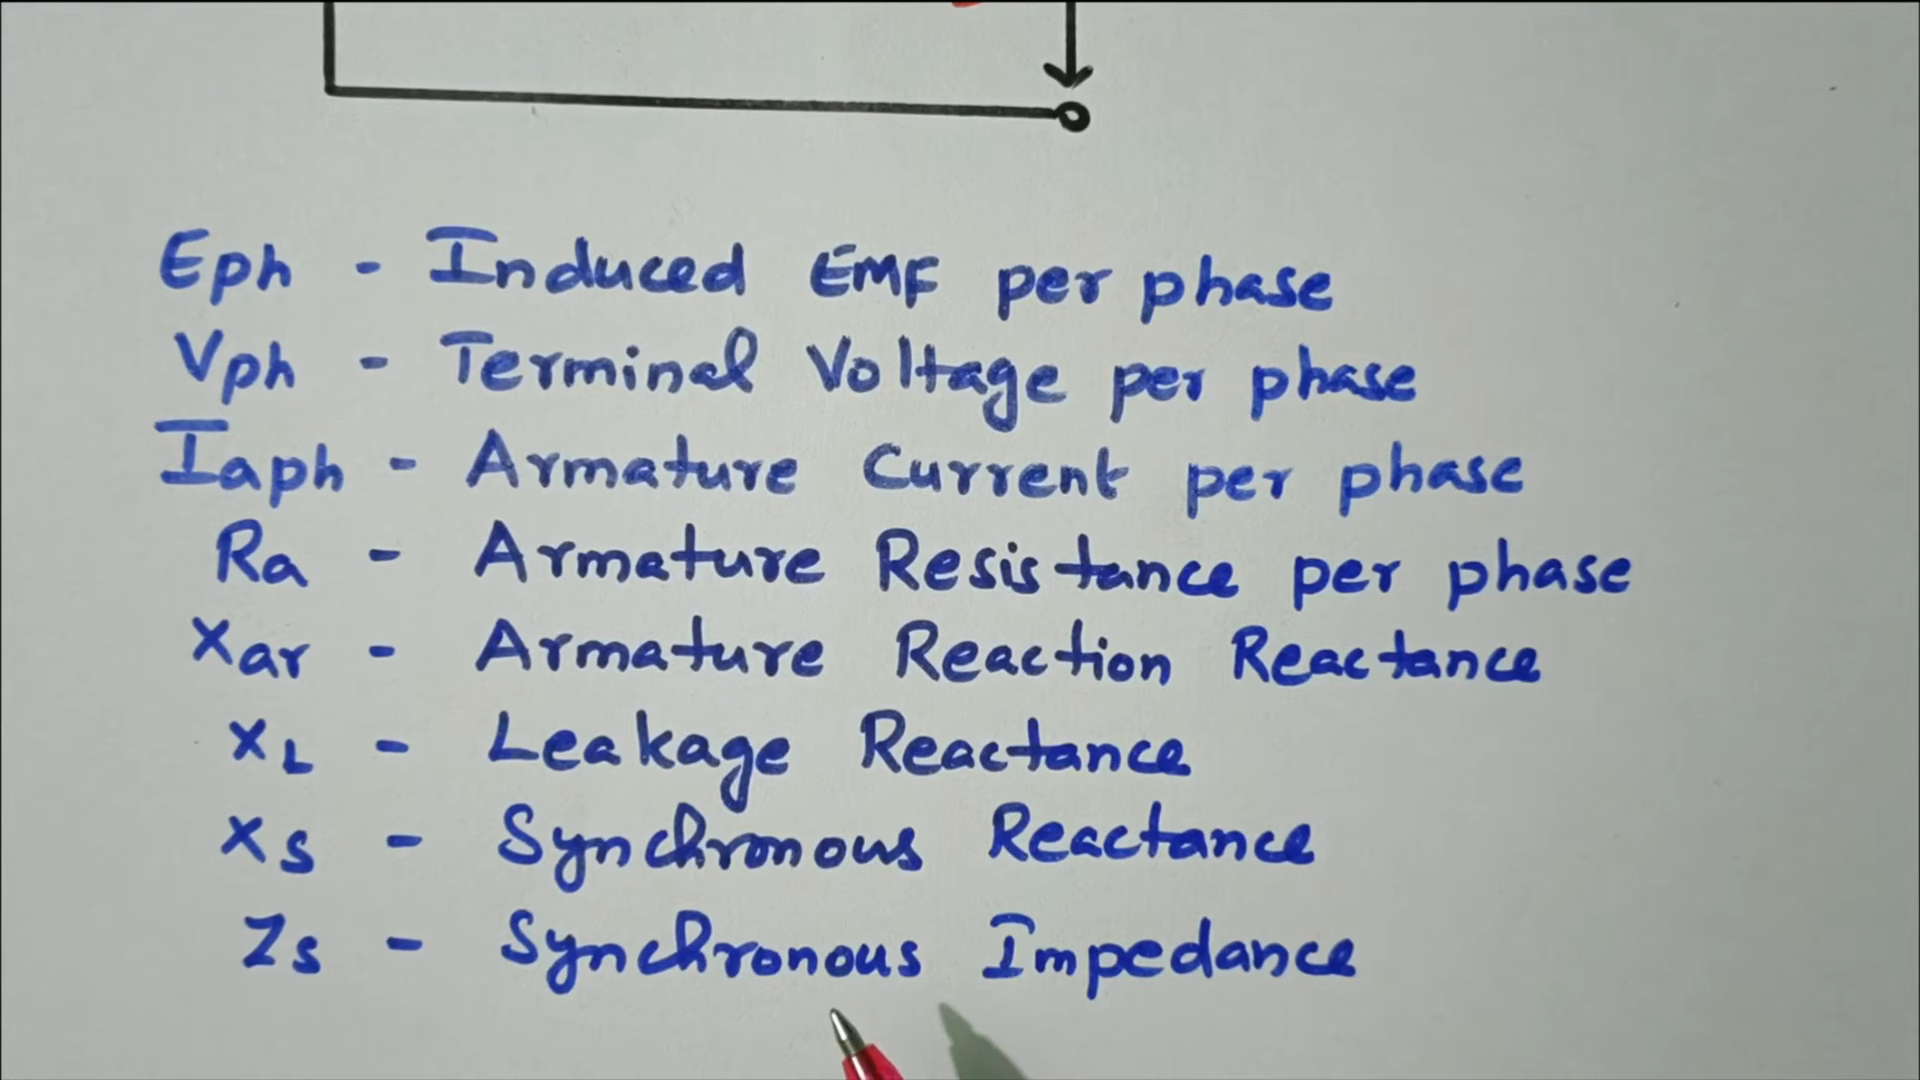 Eph - Induced EMF per phase
Vph - Terminal Voltage per phase
Iaph - Armature Current per phase
Ra - Armature Resistance per phase
Xar - Armature Reaction Reactance
XL - Leakage Reactance
Xs - Synchronous Reactance
Zs - Synchronous Impedance